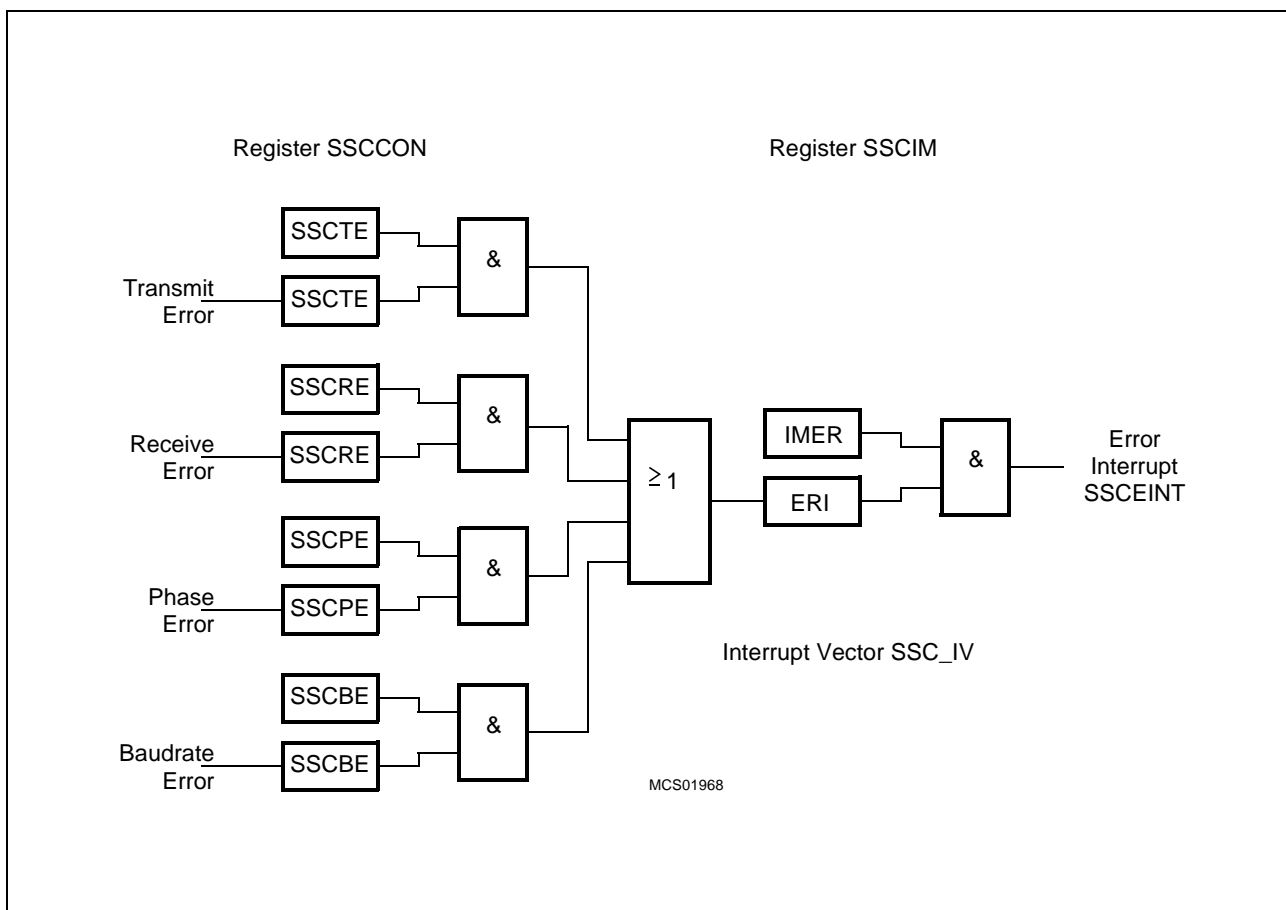 Register SSCCON
Register SSCIM
SSCTE
&
Transmit
Error
SSCTE
SSCRE
&
Receive
Error
SSCRE
SSCPE
&
Phase
Error
SSCPE
SSCBE
&
Baudrate
Error
SSCBE
≥ 1
IMER
ERI
&
Error
Interrupt
SSCEINT
Interrupt Vector SSC_IV
MCS01968